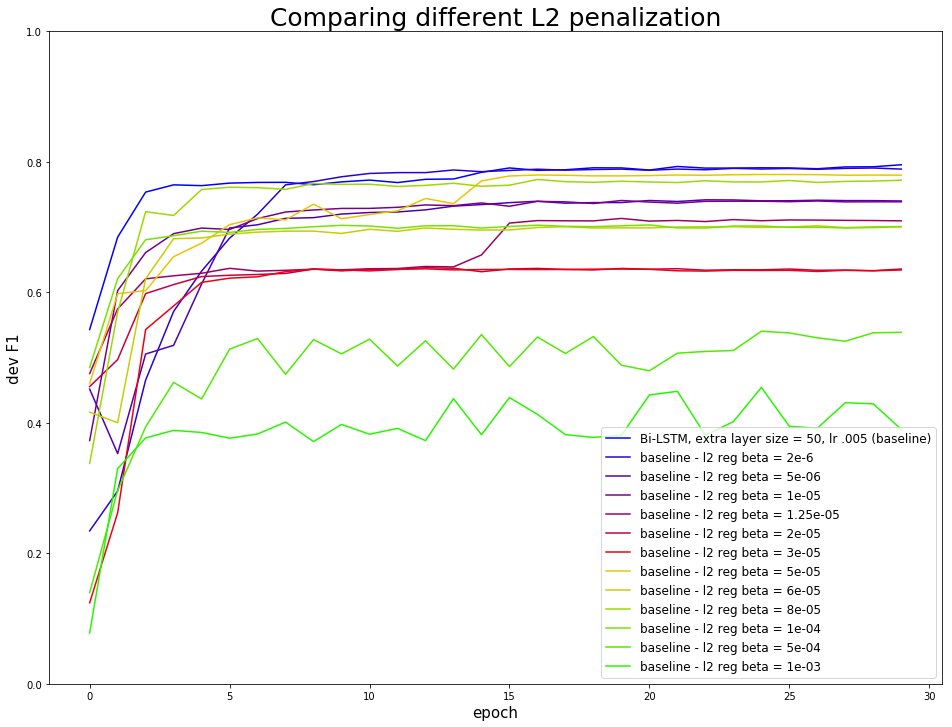 Comparing different L2 penalization
1.0
0.8
0.6
0.4
0.2
0.0
dev F1
0
5
10
15
20
25
30
epoch
Bi-LSTM, extra layer size = 50, lr .005 (baseline)
baseline - l2 reg beta = 2e-6
baseline - l2 reg beta = 5e-06
baseline - l2 reg beta = 1e-05
baseline - l2 reg beta = 1.25e-05
baseline - l2 reg beta = 2e-05
baseline - l2 reg beta = 3e-05
baseline - l2 reg beta = 5e-05
baseline - l2 reg beta = 6e-05
baseline - l2 reg beta = 8e-05
baseline - l2 reg beta = 1e-04
baseline - l2 reg beta = 5e-04
baseline - l2 reg beta = 1e-03